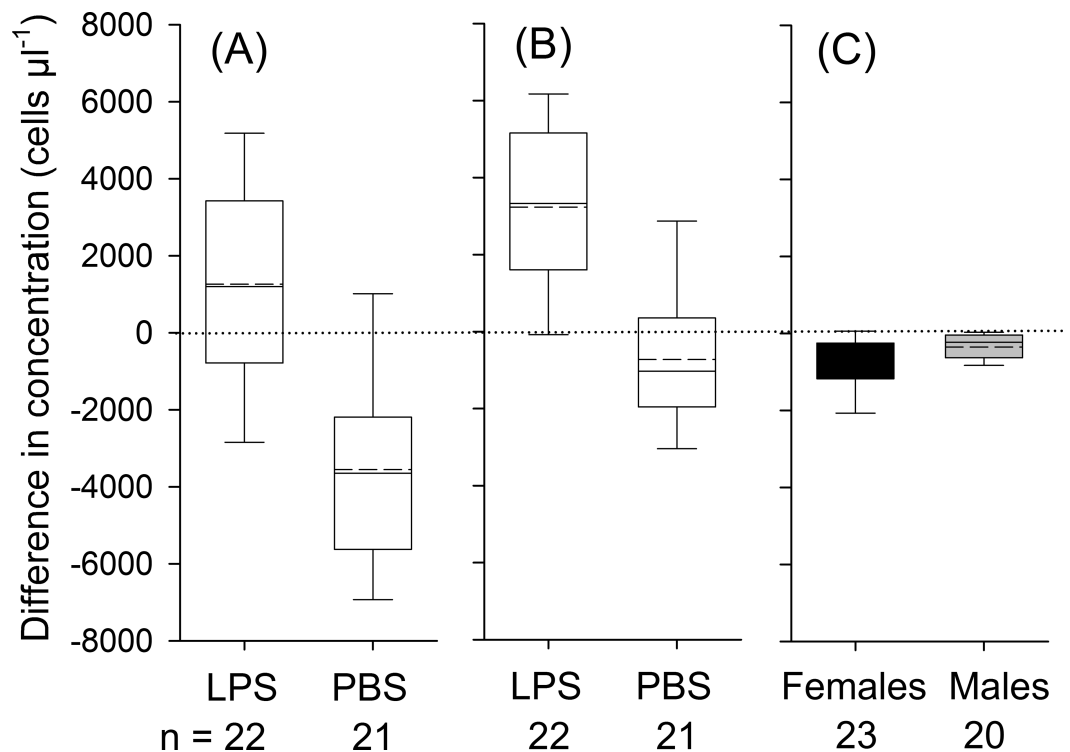 Difference in concentration (cells µl⁻¹)
8000
6000
4000
2000
0
-2000
-4000
-6000
-8000
(A)
(B)
(C)
LPS PBS LPS PBS Females Males
n = 22 21 22 21 23 20